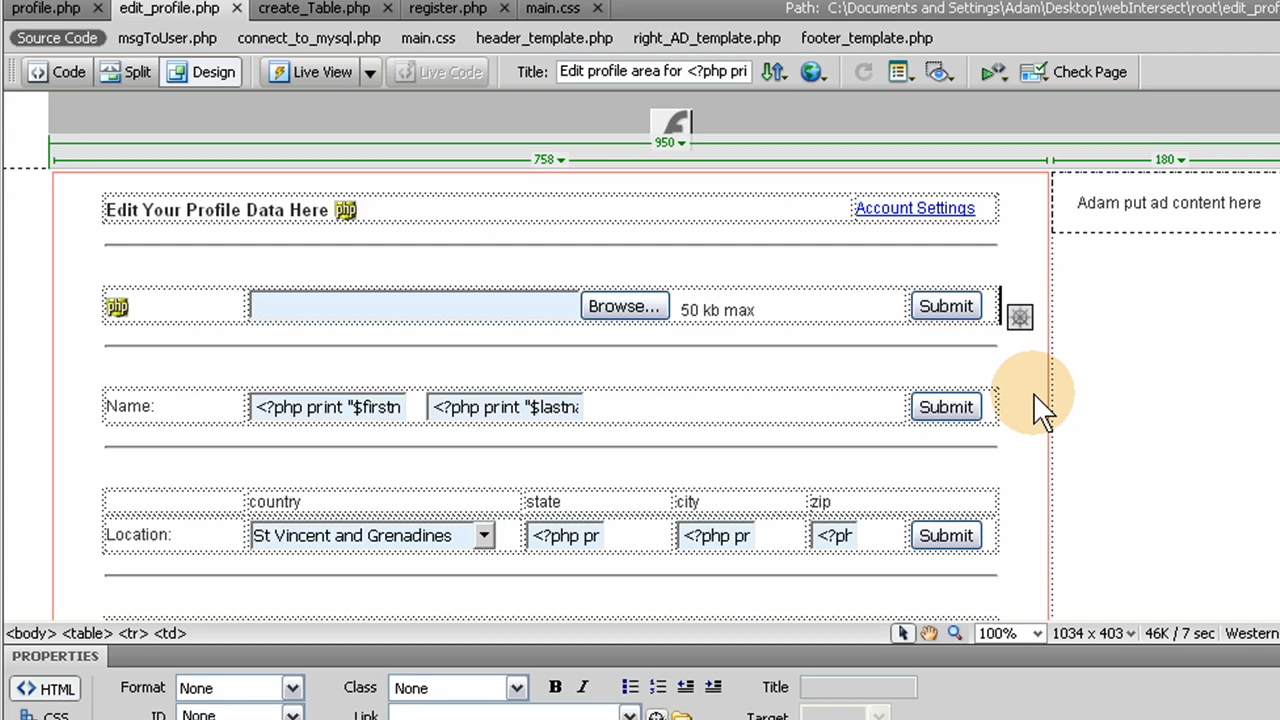 profile.php edit_profile.php create_Table.php register.php main.css Path: C:\Documents and Settings\Adam\Desktop\webIntersect\root\edit_prof
Source Code msgToUser.php connect_to_mysql.php main.css header_template.php right_AD_template.php footer_template.php
Code Split Design Live View Live Code Title: Edit profile area for <?php pri Check Page
950
758 180
Edit Your Profile Data Here php Account Settings Adam put ad content here
php Browse... 50 kb max Submit
Name: <?php print "$firstn <?php print "$lastna Submit
country state city zip
Location: St Vincent and Grenadines <?php pr <?php pr <?ph Submit
<body> <table> <tr> <td> 100% 1034 x 403 46K / 7 sec Western
PROPERTIES
HTML Format None Class None B I Title
CSS ID None Link Target